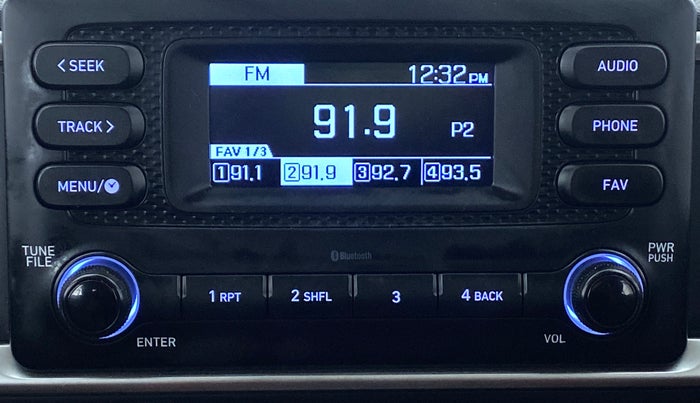 < SEEK
FM
12:32 PM
AUDIO
TRACK >
91.9
P2
PHONE
FAV 1/3
MENU/
1 91.1 2 91.9 3 92.7 4 93.5
FAV
TUNE
FILE
Bluetooth
PWR
PUSH
1 RPT
2 SHFL
3
4 BACK
ENTER
VOL